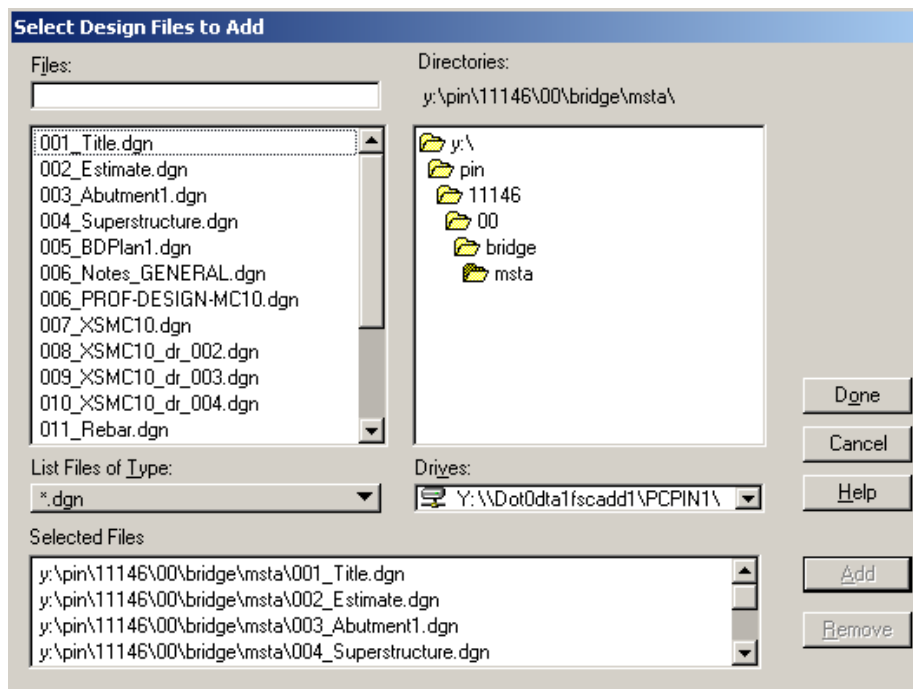 Select Design Files to Add
Files:
001_Title.dgn
002_Estimate.dgn
003_Abutment1.dgn
004_Superstructure.dgn
005_BDPlan1.dgn
006_Notes_GENERAL.dgn
006_PROF-DESIGN-MC10.dgn
007_XSMC10.dgn
008_XSMC10_dr_002.dgn
009_XSMC10_dr_003.dgn
010_XSMC10_dr_004.dgn
011_Rebar.dgn
List Files of Type:
*.dgn
Directories:
y:\pin\11146\00\bridge\msta\
y:\
pin
11146
00
bridge
msta
Drives:
Y:\\Dot0dta1fscadd1\PCPIN1\
Done
Cancel
Help
Selected Files
y:\pin\11146\00\bridge\msta\001_Title.dgn
y:\pin\11146\00\bridge\msta\002_Estimate.dgn
y:\pin\11146\00\bridge\msta\003_Abutment1.dgn
y:\pin\11146\00\bridge\msta\004_Superstructure.dgn
Add
Remove